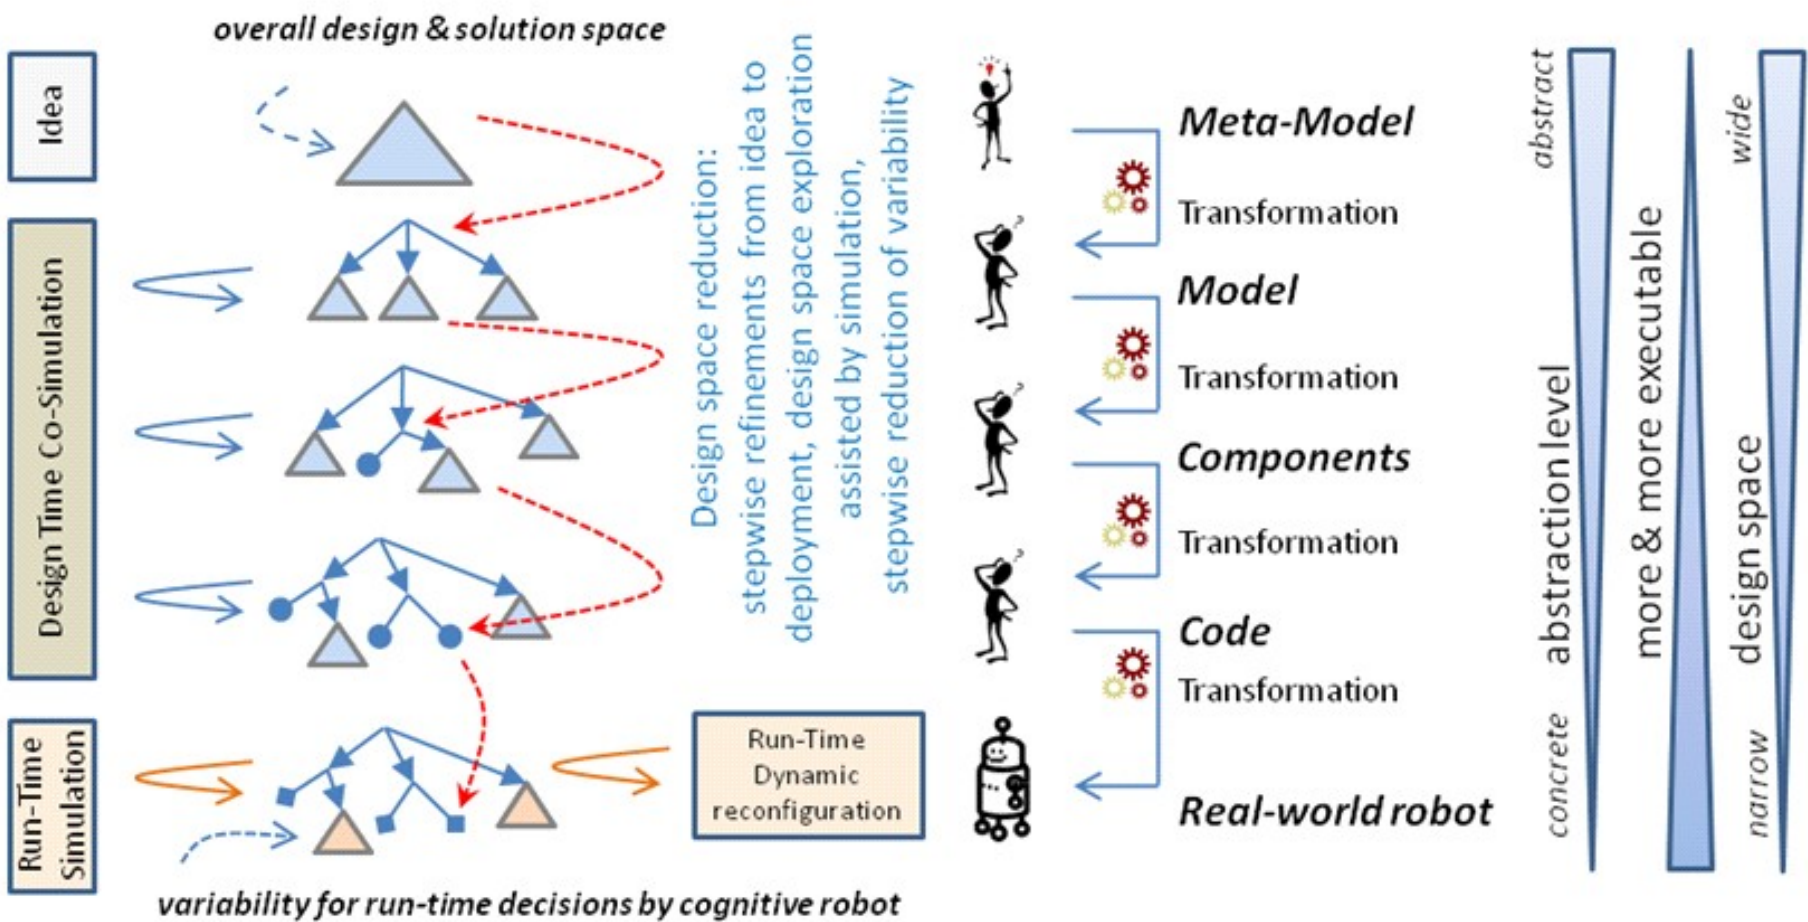 overall design & solution space
Idea
Design Time Co-Simulation
Run-Time
Simulation
Design space reduction:
stepwise refinements from idea to
deployment, design space exploration
assisted by simulation,
stepwise reduction of variability
Run-Time
Dynamic
reconfiguration
variability for run-time decisions by cognitive robot
?
?
?
Meta-Model
Transformation
Model
Transformation
Components
Transformation
Code
Transformation
Real-world robot
abstract
abstraction level
concrete
more & more executable
wide
design space
narrow